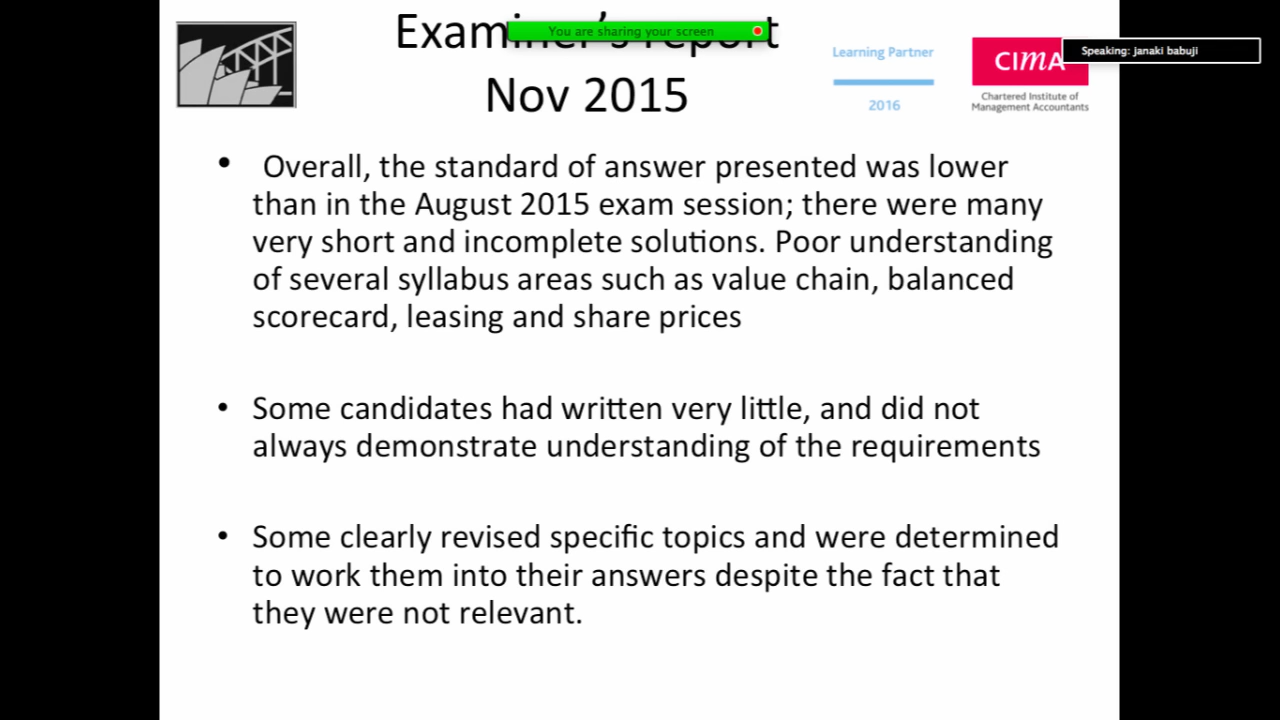 Examiner's report
You are sharing your screen
Nov 2015
Learning Partner
2016
CIMA
Chartered Institute of
Management Accountants
Speaking: janaki babuji
• Overall, the standard of answer presented was lower
than in the August 2015 exam session; there were many
very short and incomplete solutions. Poor understanding
of several syllabus areas such as value chain, balanced
scorecard, leasing and share prices
• Some candidates had written very little, and did not
always demonstrate understanding of the requirements
• Some clearly revised specific topics and were determined
to work them into their answers despite the fact that
they were not relevant.